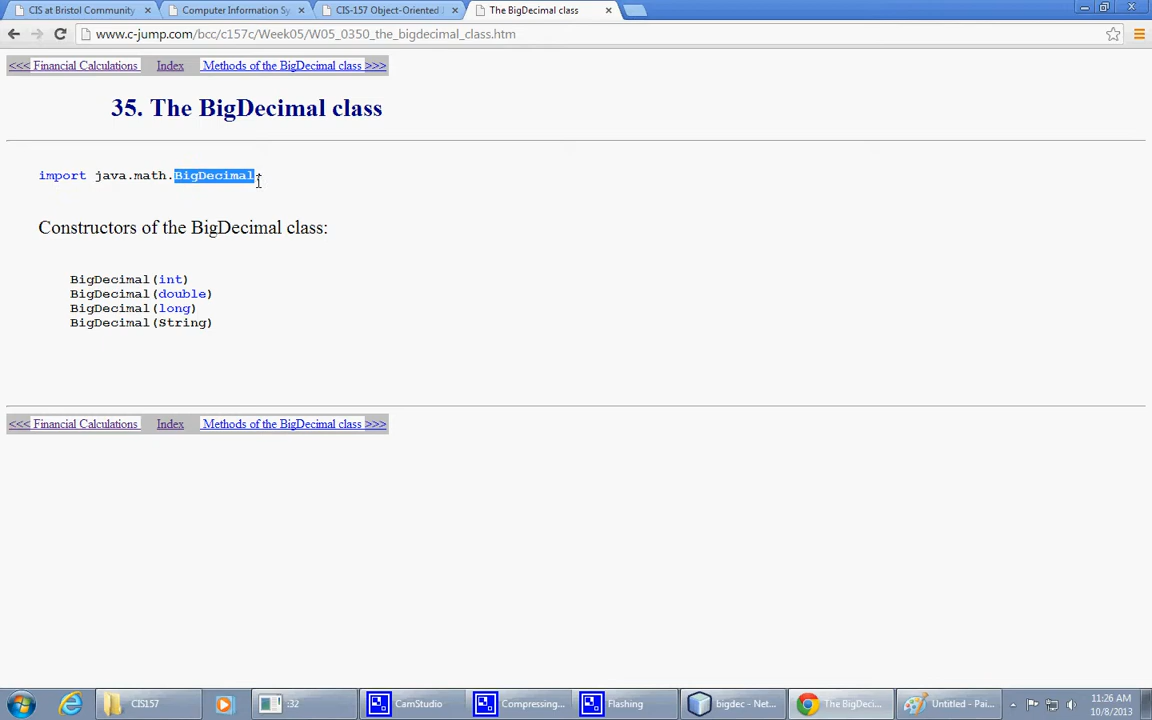 CIS at Bristol Community
Computer Information Sy
CIS-157 Object-Oriented J
The BigDecimal class
www.c-jump.com/bcc/c157c/Week05/W05_0350_the_bigdecimal_class.htm
<<< Financial Calculations Index Methods of the BigDecimal class >>>
35. The BigDecimal class
import java.math.BigDecimal;
Constructors of the BigDecimal class:
BigDecimal(int)
BigDecimal(double)
BigDecimal(long)
BigDecimal(String)
<<< Financial Calculations Index Methods of the BigDecimal class >>>
CIS157
:32
CamStudio
Compressing...
Flashing
bigdec - Net...
The BigDeci...
Untitled - Pai...
11:26 AM
10/8/2013